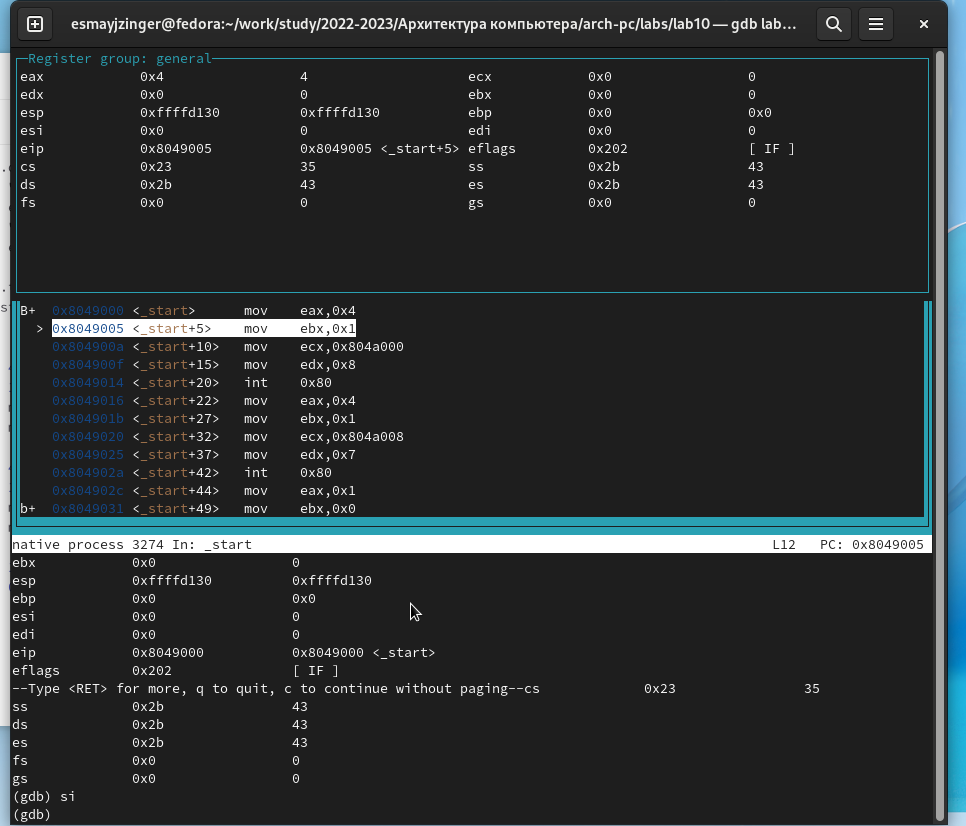 esmayjzinger@fedora:~/work/study/2022-2023/Архитектура компьютера/arch-pc/labs/lab10 — gdb lab…
Register group: general
eax 0x4 4 ecx 0x0 0
edx 0x0 0 ebx 0x0 0
esp 0xffffd130 0xffffd130 ebp 0x0 0x0
esi 0x0 0 edi 0x0 0
eip 0x8049005 0x8049005 <_start+5> eflags 0x202 [ IF ]
cs 0x23 35 ss 0x2b 43
ds 0x2b 43 es 0x2b 43
fs 0x0 0 gs 0x0 0
B+ 0x8049000 <_start> mov eax,0x4
> 0x8049005 <_start+5> mov ebx,0x1
0x804900a <_start+10> mov ecx,0x804a000
0x804900f <_start+15> mov edx,0x8
0x8049014 <_start+20> int 0x80
0x8049016 <_start+22> mov eax,0x4
0x804901b <_start+27> mov ebx,0x1
0x8049020 <_start+32> mov ecx,0x804a008
0x8049025 <_start+37> mov edx,0x7
0x804902a <_start+42> int 0x80
0x804902c <_start+44> mov eax,0x1
b+ 0x8049031 <_start+49> mov ebx,0x0
native process 3274 In: _start L12 PC: 0x8049005
ebx 0x0 0
esp 0xffffd130 0xffffd130
ebp 0x0 0x0
esi 0x0 0
edi 0x0 0
eip 0x8049000 0x8049000 <_start>
eflags 0x202 [ IF ]
--Type <RET> for more, q to quit, c to continue without paging--cs 0x23 35
ss 0x2b 43
ds 0x2b 43
es 0x2b 43
fs 0x0 0
gs 0x0 0
(gdb) si
(gdb)